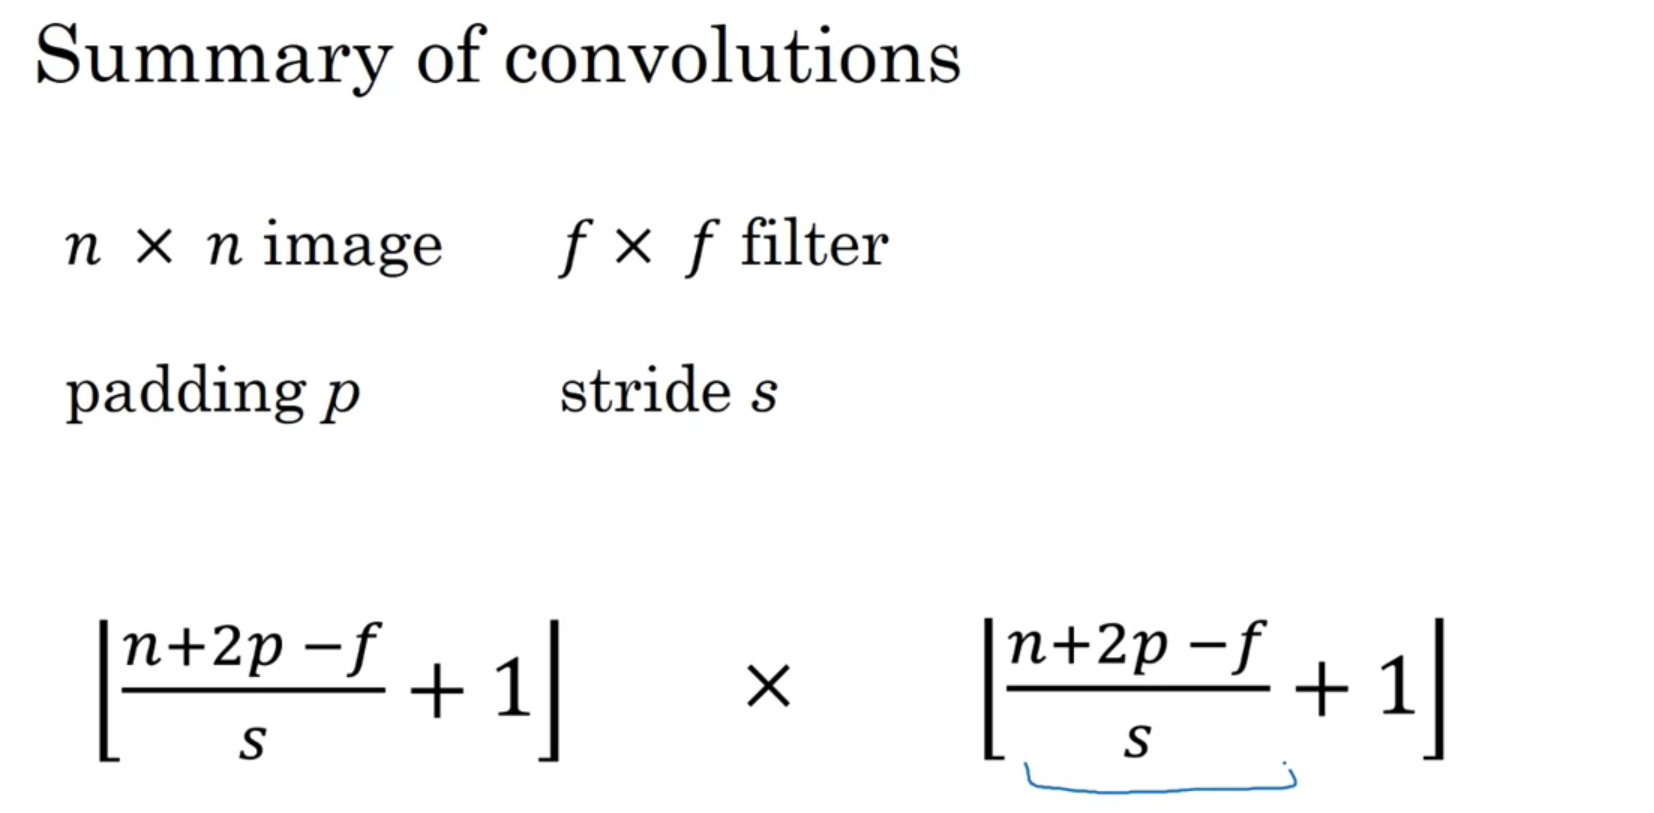 Summary of convolutions
n × n image f × f filter
padding p stride s
⌊(n+2p −f)/s + 1⌋ × ⌊(n+2p −f)/s + 1⌋